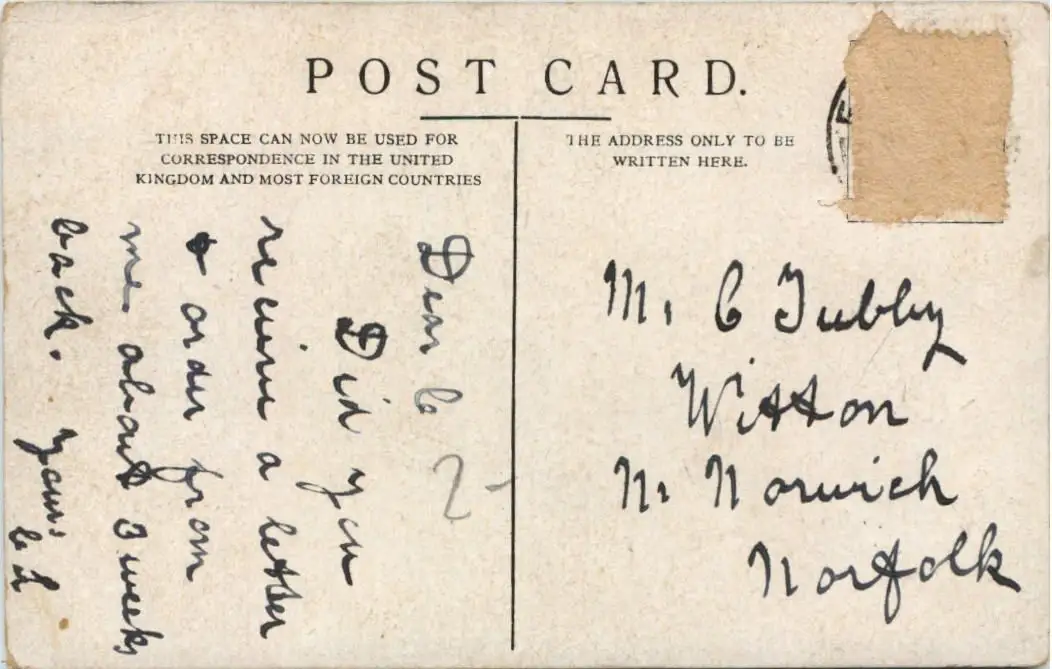 POST CARD.
THIS SPACE CAN NOW BE USED FOR
CORRESPONDENCE IN THE UNITED
KINGDOM AND MOST FOREIGN COUNTRIES
THE ADDRESS ONLY TO BE
WRITTEN HERE.
Dear C
Did you
receive a letter
& order from
me about 3 weeks
back. Yours
M. C Tubby
Witton
Nr Norwich
Norfolk